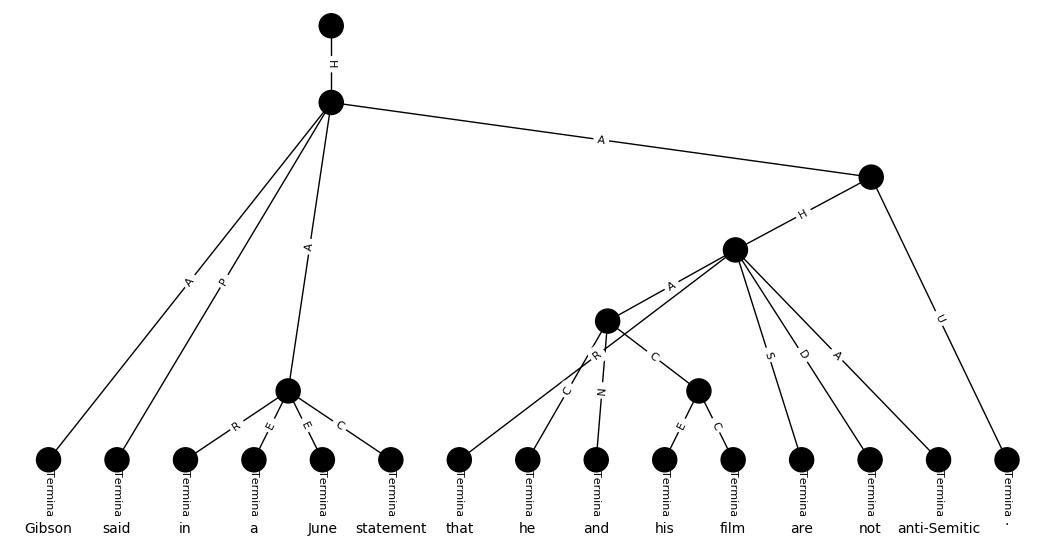 H
A
H
A
P
A
A
U
A
R
S
D
A
C
N
C
R
E
E
C
E
C
Termina Termina Termina Termina Termina Termina Termina Termina Termina Termina Termina Termina Termina Termina Termina
Gibson said in a June statement that he and his film are not anti-Semitic .